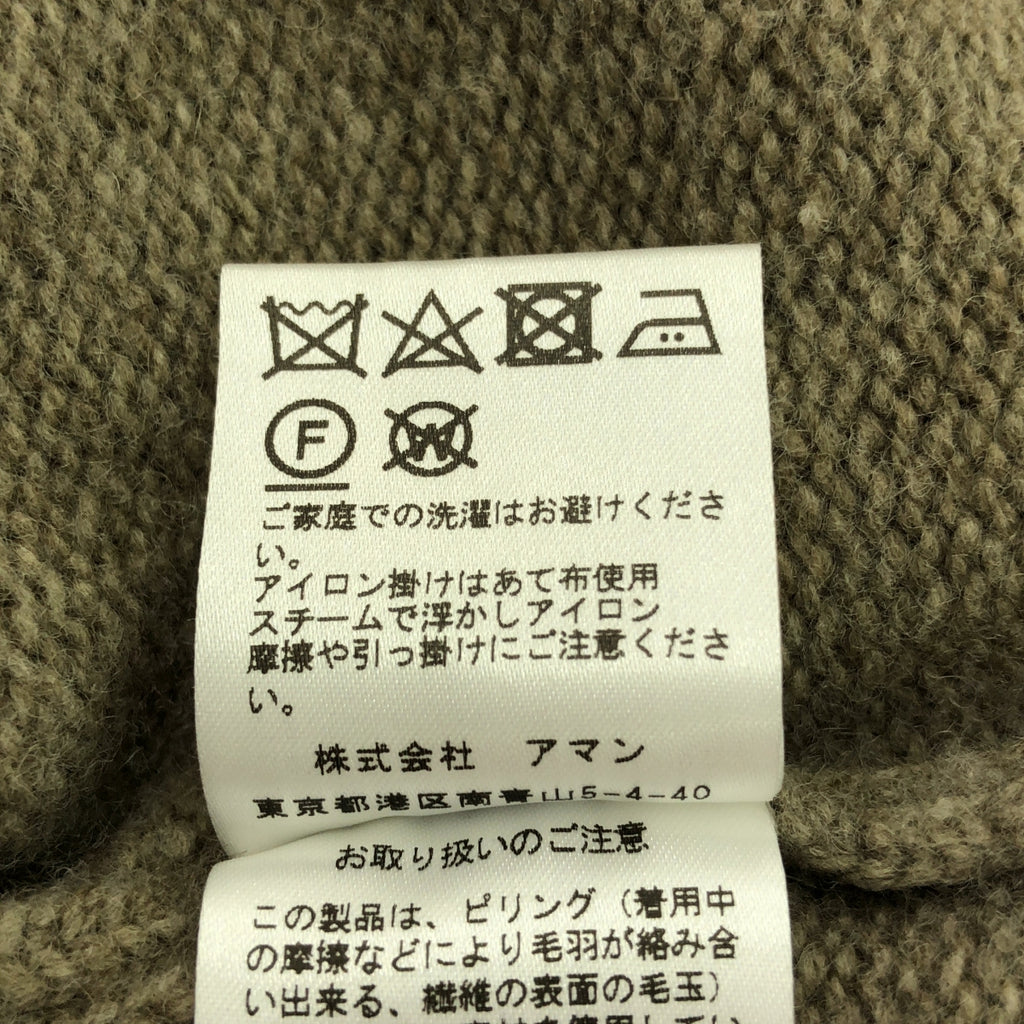 F W
ご家庭での洗濯はお避けくださ
い。
アイロン掛けはあて布使用
スチームで浮かしアイロン
摩擦や引っ掛けにご注意くださ
い。
株式会社 アマン
東京都港区南青山5-4-40
お取り扱いのご注意
この製品は、ピリング（着用中
の摩擦などにより毛羽が絡み合
い出来る、繊維の表面の毛玉）